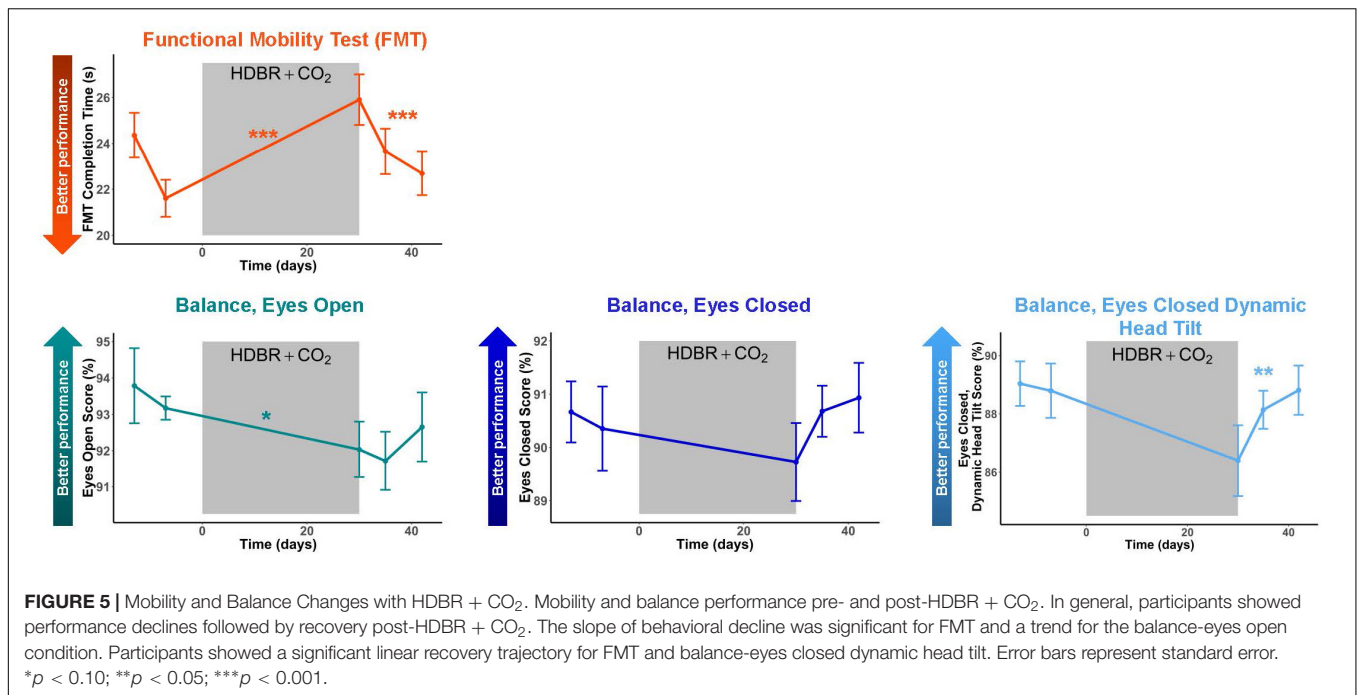 Functional Mobility Test (FMT)
Better performance
FMT Completion Time (s)
26
24
22
20
HDBR + CO₂
***
***
0
20
40
Time (days)
Balance, Eyes Open
Better performance
Eyes Open Score (%)
95
94
93
92
91
HDBR + CO₂
*
0
20
40
Time (days)
Balance, Eyes Closed
Better performance
Eyes Closed Score (%)
92
91
90
89
HDBR + CO₂
0
20
40
Time (days)
Balance, Eyes Closed Dynamic
Head Tilt
Better performance
Eyes Closed,
Dynamic Head Tilt Score (%)
90
88
86
HDBR + CO₂
**
0
20
40
Time (days)
FIGURE 5 | Mobility and Balance Changes with HDBR + CO₂. Mobility and balance performance pre- and post-HDBR + CO₂. In general, participants showed
performance declines followed by recovery post-HDBR + CO₂. The slope of behavioral decline was significant for FMT and a trend for the balance-eyes open
condition. Participants showed a significant linear recovery trajectory for FMT and balance-eyes closed dynamic head tilt. Error bars represent standard error.
*p < 0.10; **p < 0.05; ***p < 0.001.